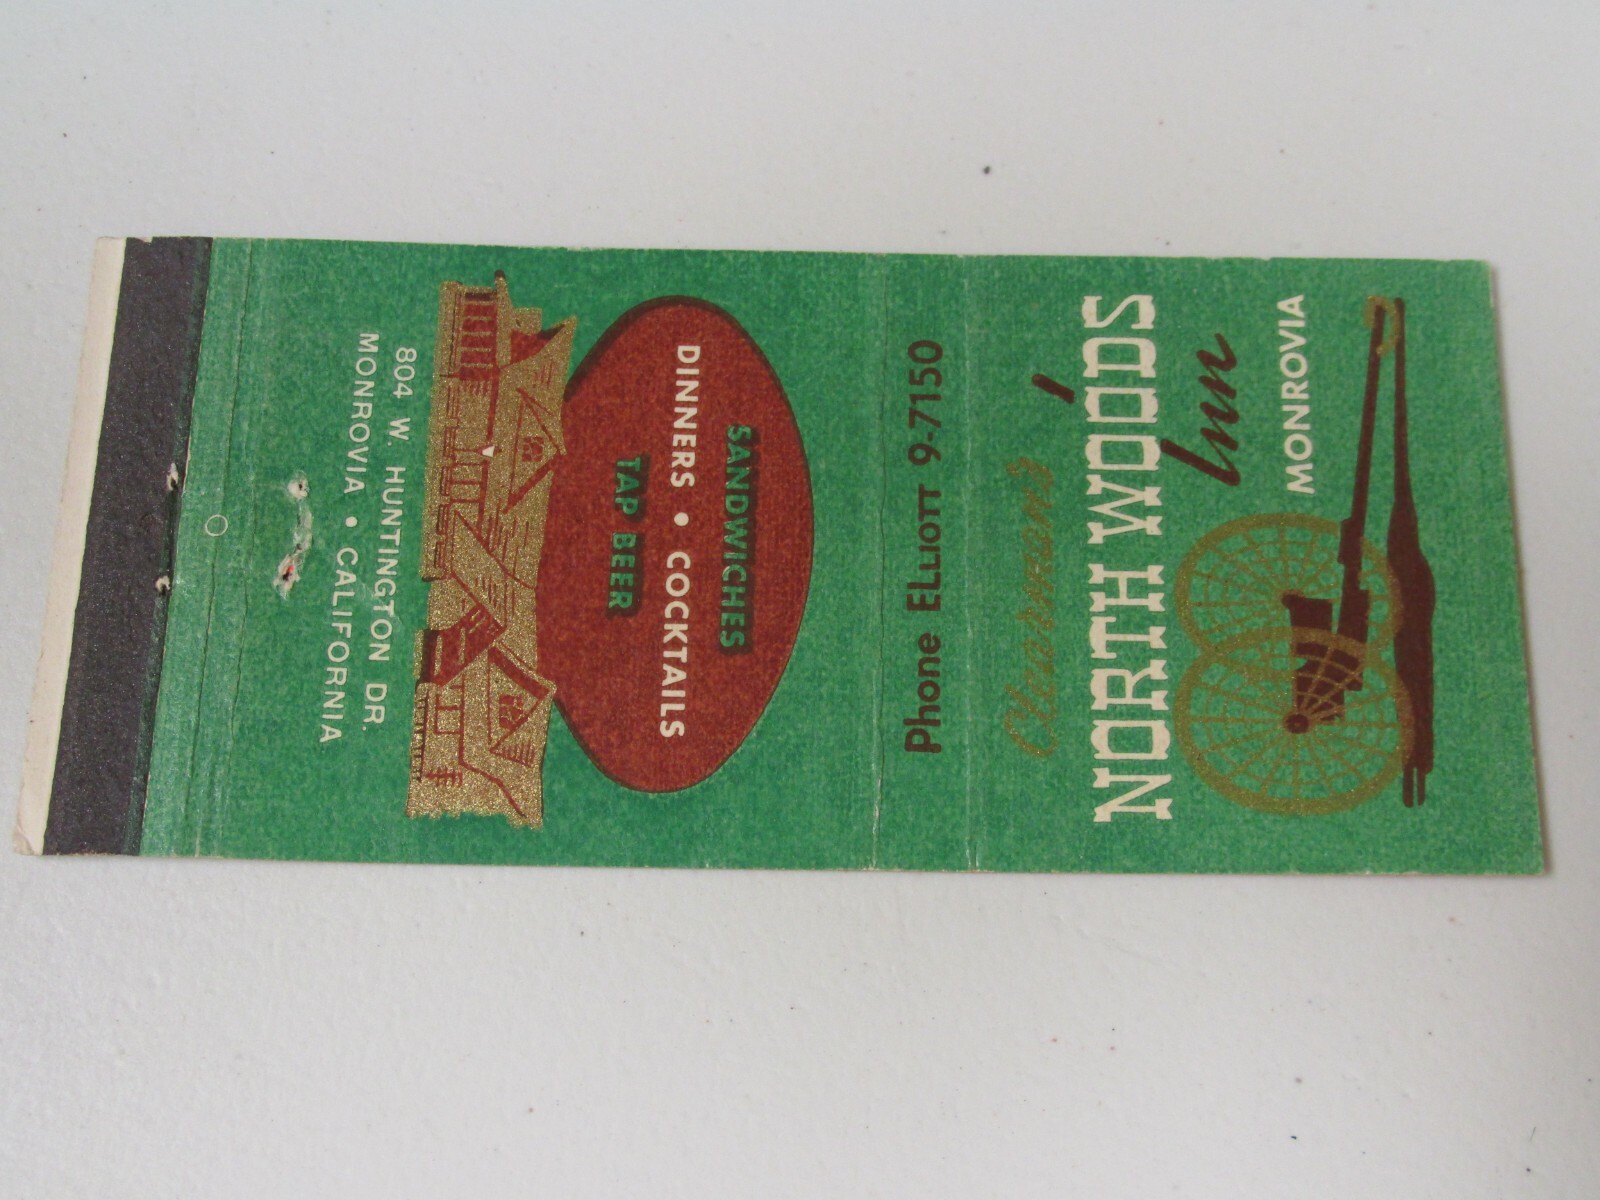 Clearman's
NORTH WOODS
Inn
MONROVIA
Phone ELLIOTT 9-7150
SANDWICHES
DINNERS • COCKTAILS
TAP BEER
804 W. HUNTINGTON DR.
MONROVIA • CALIFORNIA